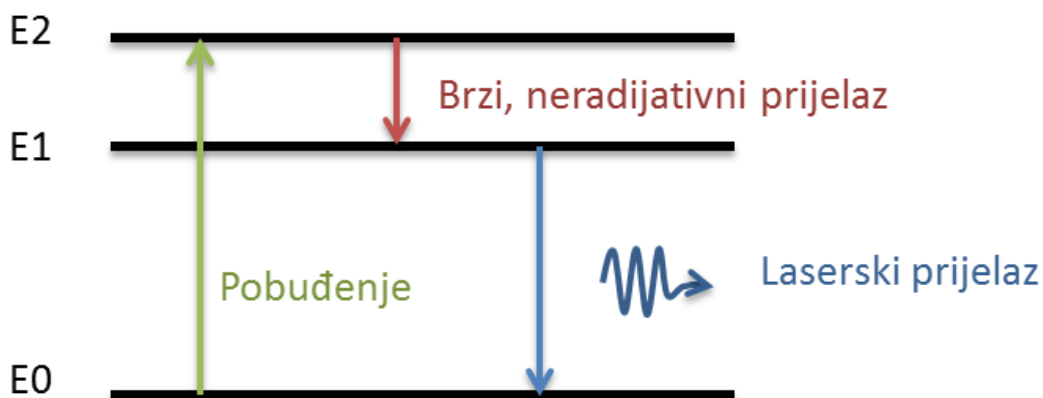 E2
Brzi, neradijativni prijelaz
E1
Pobuđenje
Laserski prijelaz
E0